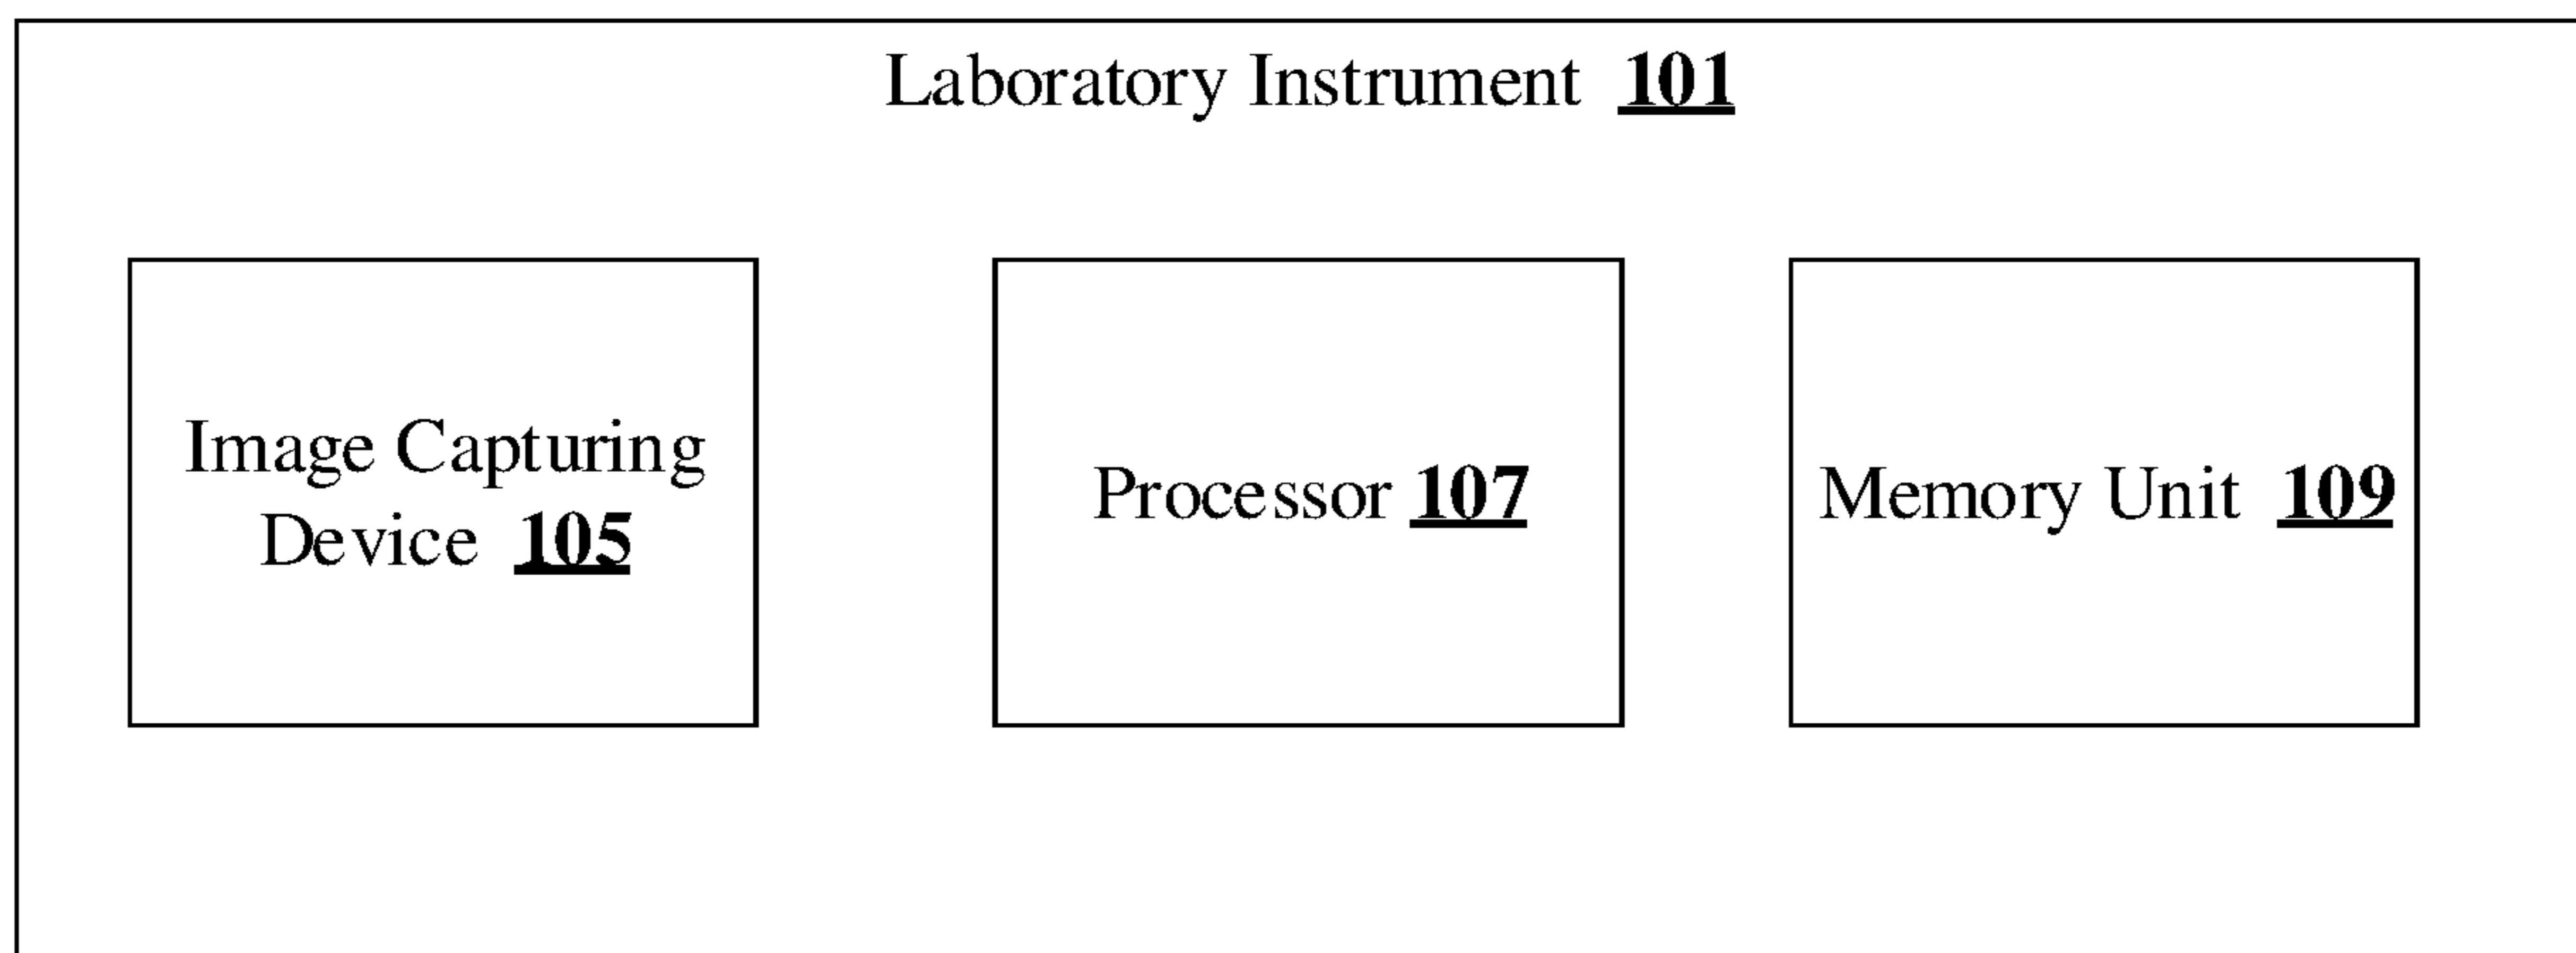 Laboratory Instrument 101
Image Capturing
Device 105
Processor 107
Memory Unit 109